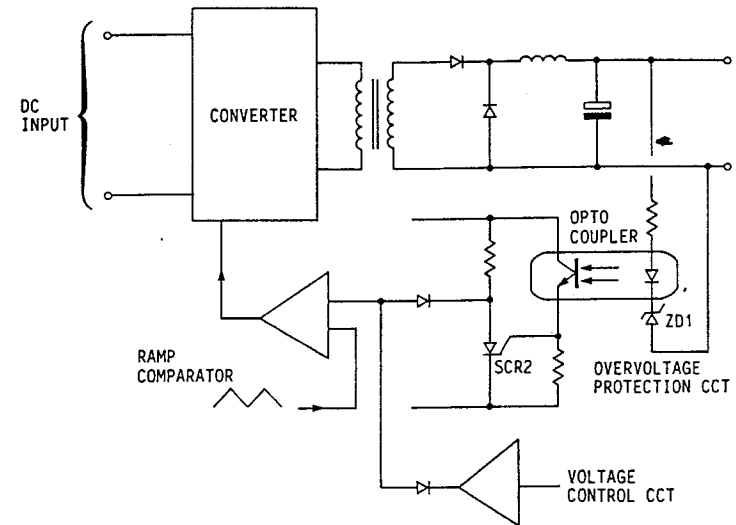 DC
INPUT
CONVERTER
OPTO
COUPLER
ZD1
RAMP
COMPARATOR
SCR2
OVERVOLTAGE
PROTECTION CCT
VOLTAGE
CONTROL CCT